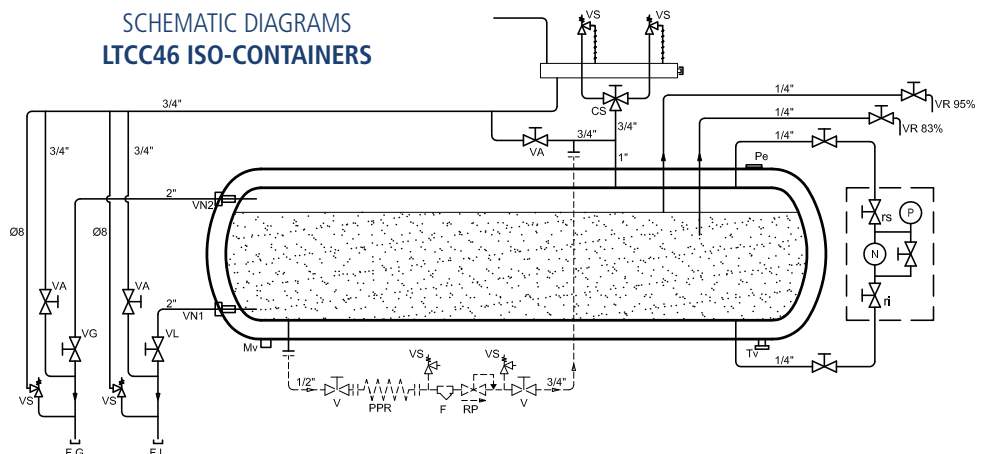 SCHEMATIC DIAGRAMS
LTCC46 ISO-CONTAINERS
VS
VS
CS
3/4"
3/4"
3/4"
VA
3/4"
3/4"
1"
1/4"
VR 95%
1/4"
VR 83%
1/4"
Pe
2"
VN2
Ø8
Ø8
rs
P
N
ri
VA
VA
2"
VN1
VG
VL
Mv
Tv
1/4"
VS
VS
1/2"
V
PPR
F
RP
V
3/4"
VS
VS
F.G
F.L